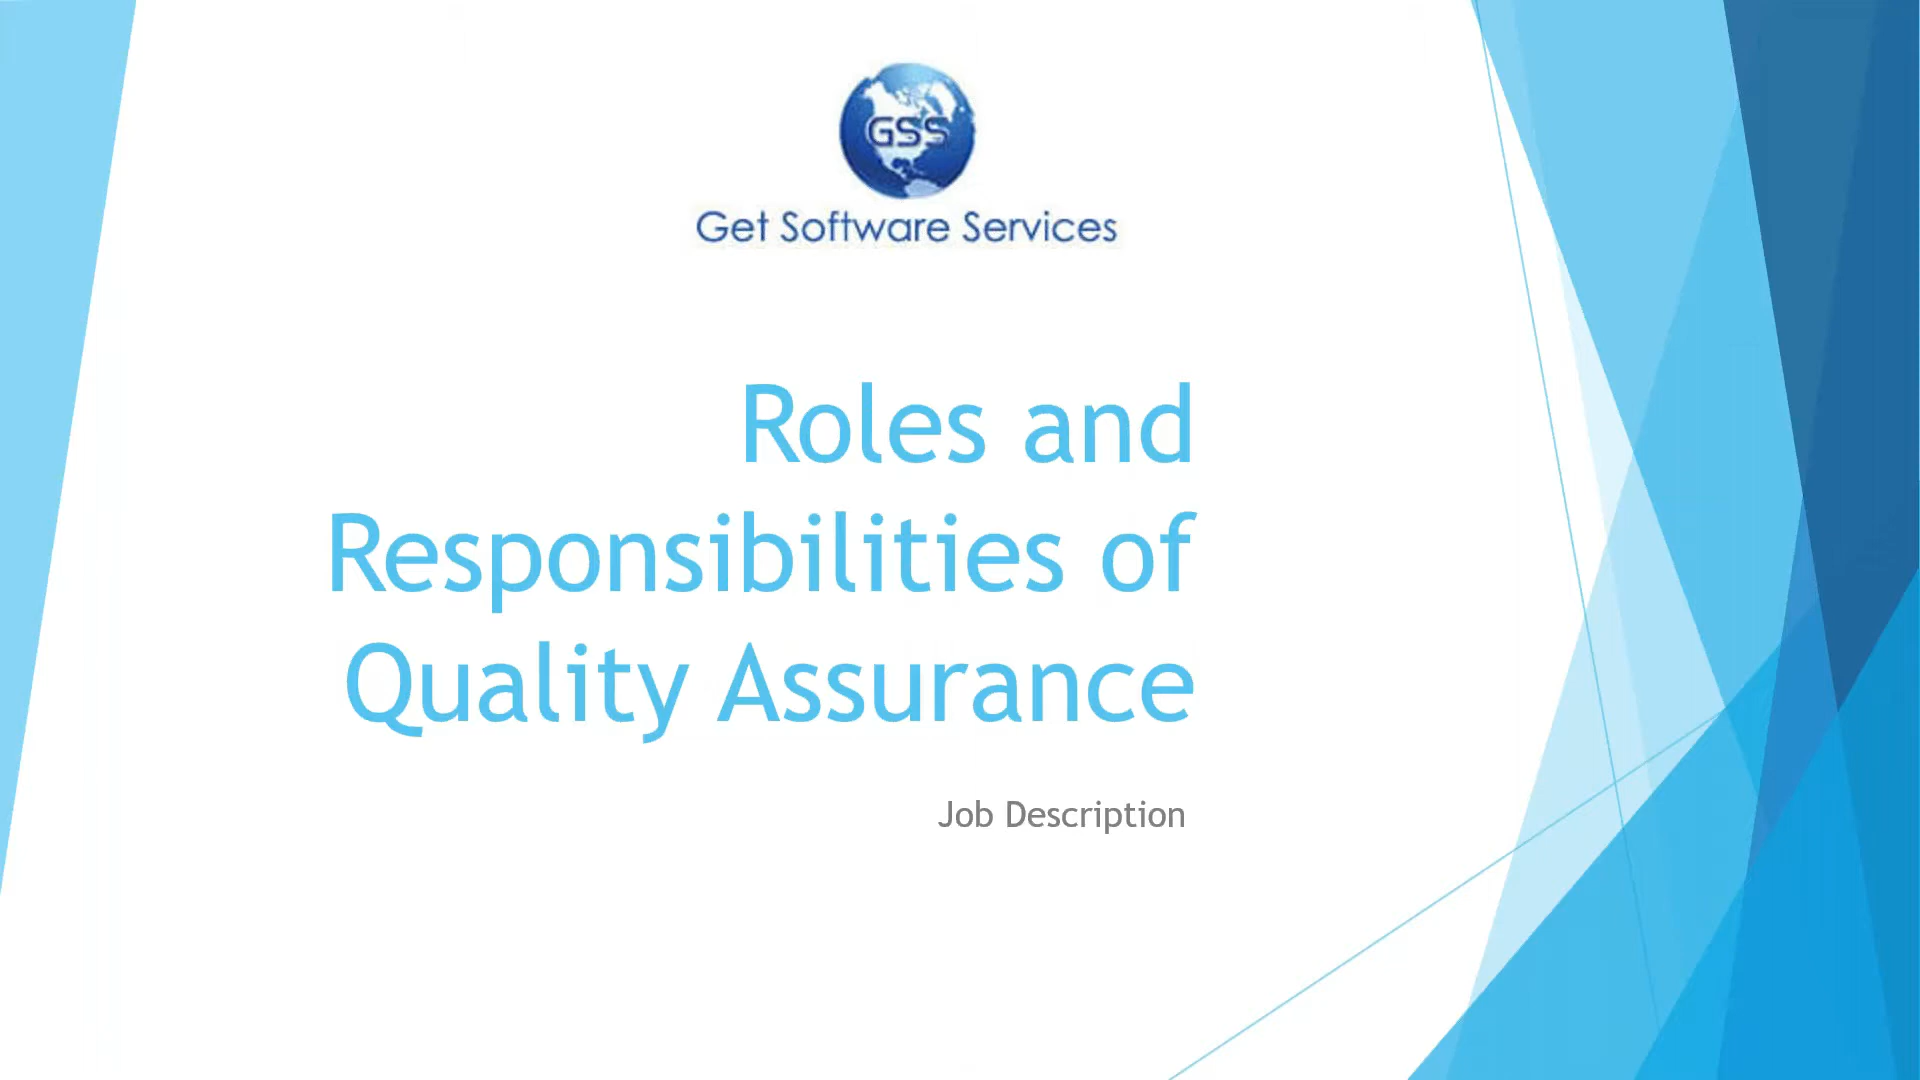 GSS
Get Software Services
Roles and
Responsibilities of
Quality Assurance
Job Description